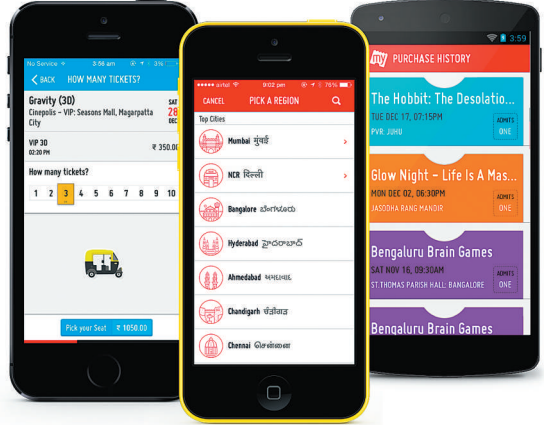 No Service
3:56 am
3%
BACK
HOW MANY TICKETS?
Gravity (3D)
Cinepolis - VIP: Seasons Mall, Magarpatta
City
SAT
28
DEC
VIP 3D
02:20 PM
₹ 350.00
How many tickets?
1 2 3 4 5 6 7 8 9 10
Pick your Seat ₹ 1050.00
airtel
9:02 pm
76%
CANCEL
PICK A REGION
Top Cities
Mumbai मुंबई
NCR दिल्ली
Bangalore ಬೆಂಗಳೂರು
Hyderabad హైదరాబాద్
Ahmedabad અમદાવાદ
Chandigarh ਚੰਡੀਗੜ
Chennai சென்னை
3:59
my
PURCHASE HISTORY
The Hobbit: The Desolatio...
TUE DEC 17, 07:15PM
PVR: JUHU
ADMITS
ONE
Glow Night - Life Is A Mas...
MON DEC 02, 06:30PM
JASODHA RANG MANDIR
ADMITS
ONE
Bengaluru Brain Games
SAT NOV 16, 09:30AM
ST.THOMAS PARISH HALL: BANGALORE
ADMITS
ONE
Bengaluru Brain Games